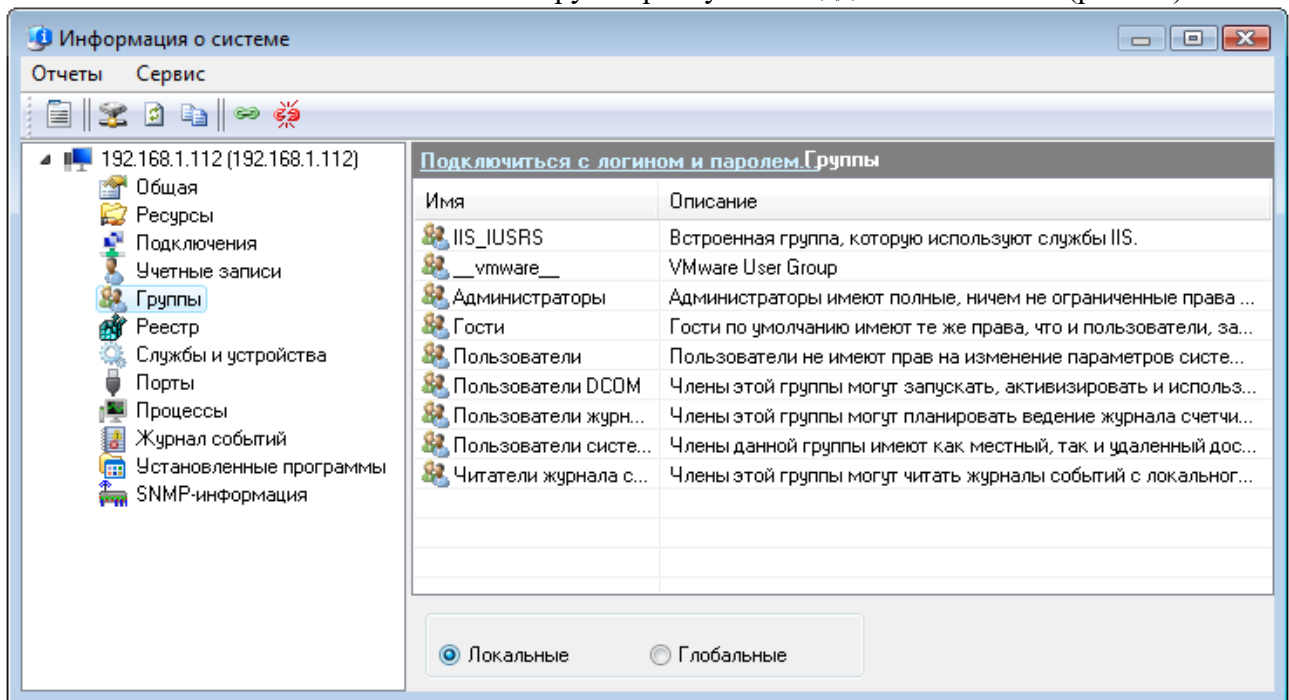 Информация о системе
Отчеты Сервис
192.168.1.112 (192.168.1.112)
Общая
Ресурсы
Подключения
Учетные записи
Группы
Реестр
Службы и устройства
Порты
Процессы
Журнал событий
Установленные программы
SNMP-информация
Подключиться с логином и паролем. Группы
Имя Описание
IIS_IUSRS Встроенная группа, которую используют службы IIS.
__vmware__ VMware User Group
Администраторы Администраторы имеют полные, ничем не ограниченные права ...
Гости Гости по умолчанию имеют те же права, что и пользователи, за...
Пользователи Пользователи не имеют прав на изменение параметров систе...
Пользователи DCOM Члены этой группы могут запускать, активизировать и использ...
Пользователи журн... Члены этой группы могут планировать ведение журнала счетчи...
Пользователи систе... Члены данной группы имеют как местный, так и удаленный дос...
Читатели журнала с... Члены этой группы могут читать журналы событий с локальног...
Локальные Глобальные